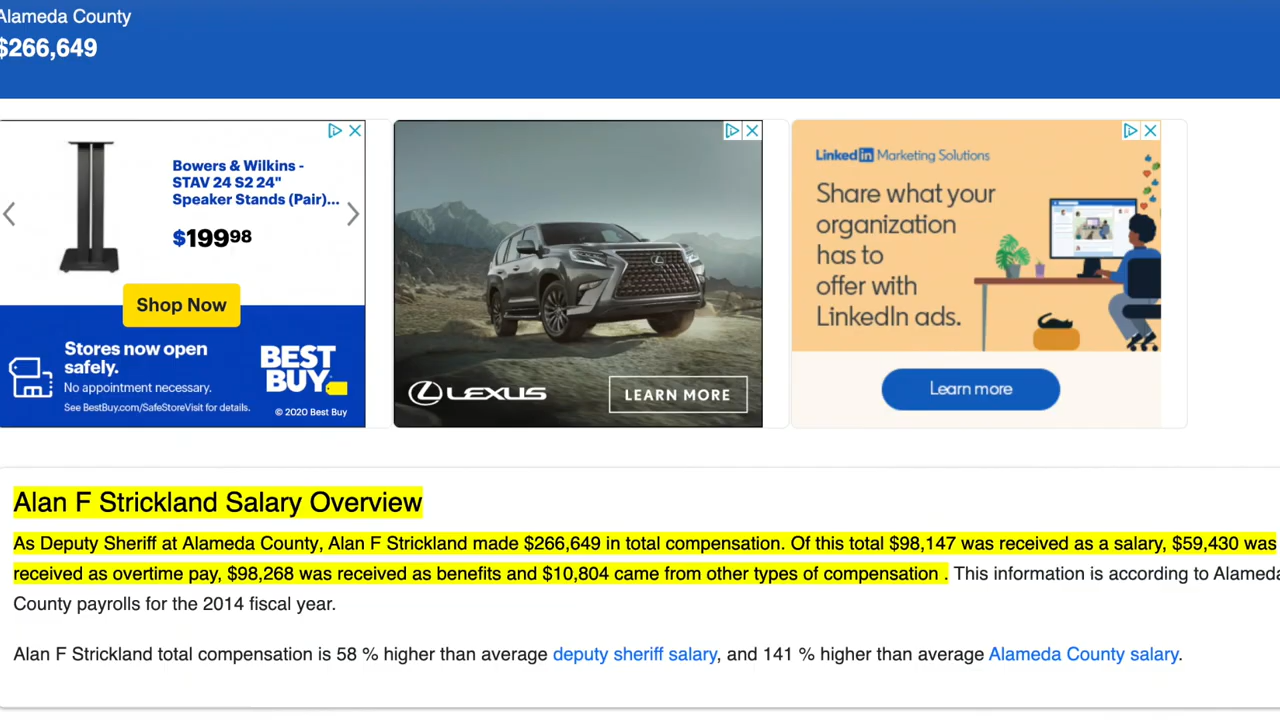 Alameda County
$266,649
Bowers & Wilkins -
STAV 24 S2 24"
Speaker Stands (Pair)...
$19998
Shop Now
Stores now open
safely.
No appointment necessary.
See BestBuy.com/SafeStoreVisit for details.
BEST
BUY
© 2020 Best Buy
LEXUS
LEARN MORE
Linked in Marketing Solutions
Share what your
organization
has to
offer with
LinkedIn ads.
Learn more
Alan F Strickland Salary Overview
As Deputy Sheriff at Alameda County, Alan F Strickland made $266,649 in total compensation. Of this total $98,147 was received as a salary, $59,430 was
received as overtime pay, $98,268 was received as benefits and $10,804 came from other types of compensation . This information is according to Alameda
County payrolls for the 2014 fiscal year.
Alan F Strickland total compensation is 58 % higher than average deputy sheriff salary, and 141 % higher than average Alameda County salary.